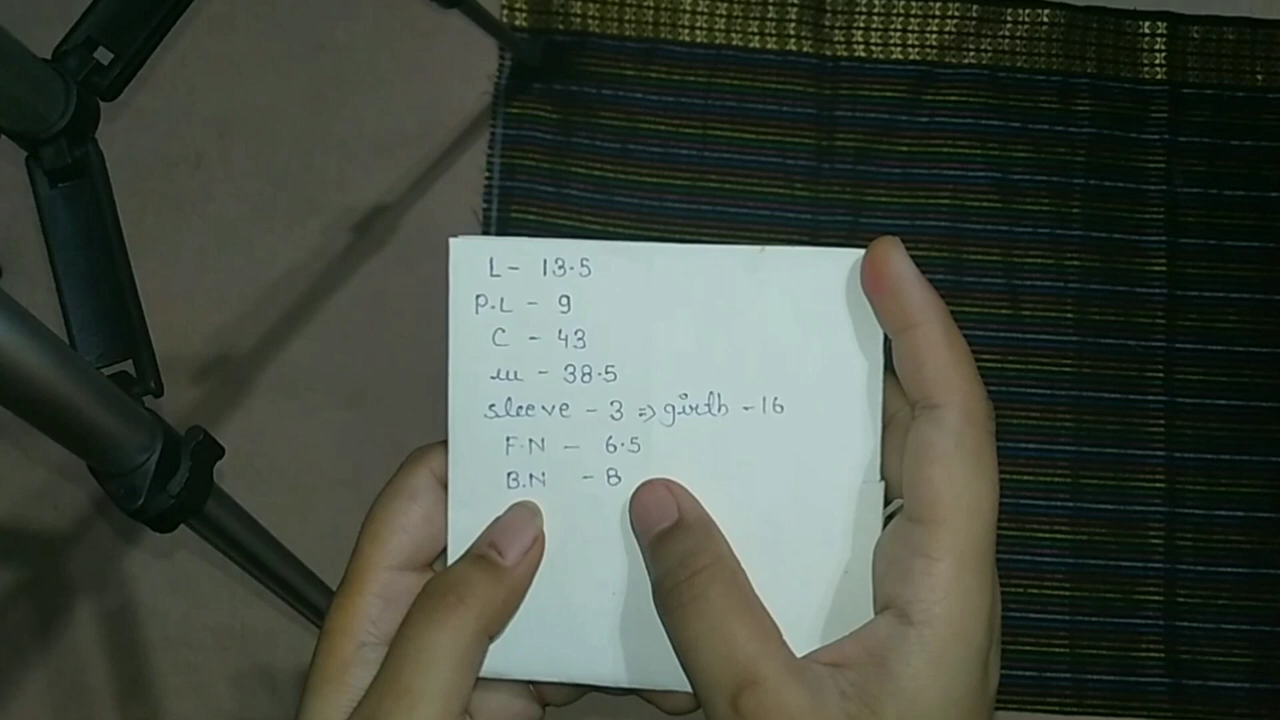 L - 13.5
P.L - 9
C - 43
w - 38.5
sleeve - 3 ⇒ girth - 16
F.N - 6.5
B.N - 8